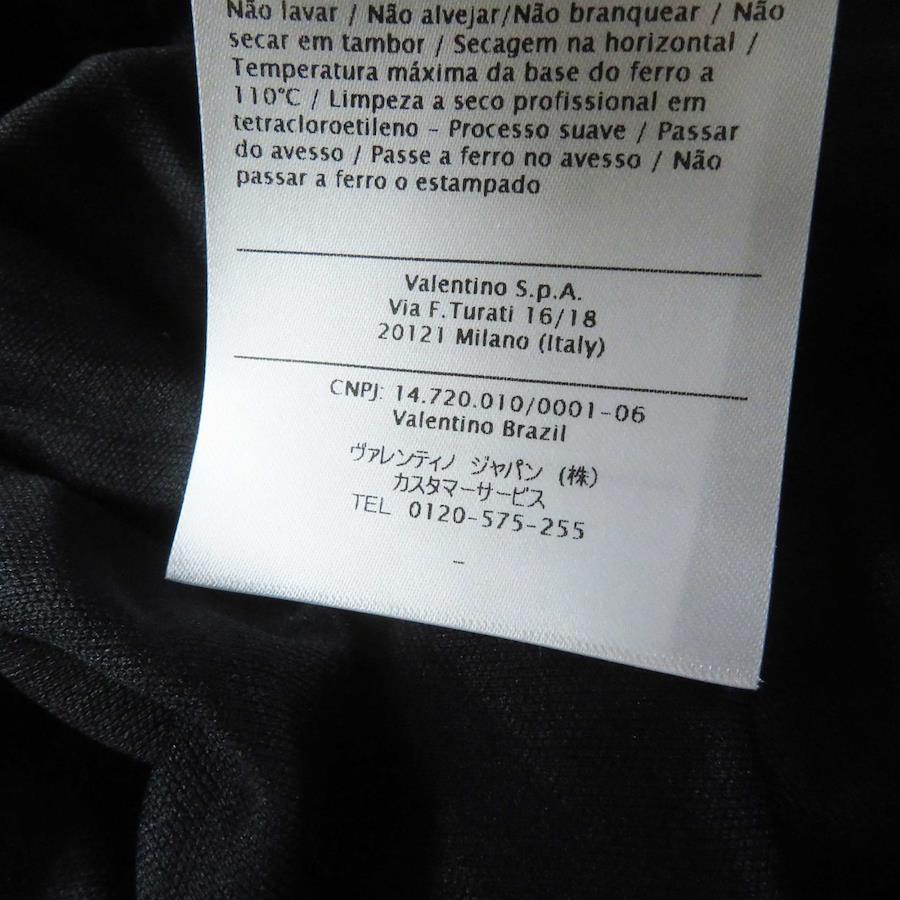 Não lavar / Não alvejar/Não branquear / Não
secar em tambor / Secagem na horizontal /
Temperatura máxima da base do ferro a
110°C / Limpeza a seco profissional em
tetracloroetileno - Processo suave / Passar
do avesso / Passe a ferro no avesso / Não
passar a ferro o estampado
Valentino S.p.A.
Via F.Turati 16/18
20121 Milano (Italy)
CNPJ: 14.720.010/0001-06
Valentino Brazil
ヴァレンティノ ジャパン (株)
カスタマーサービス
TEL 0120-575-255
-